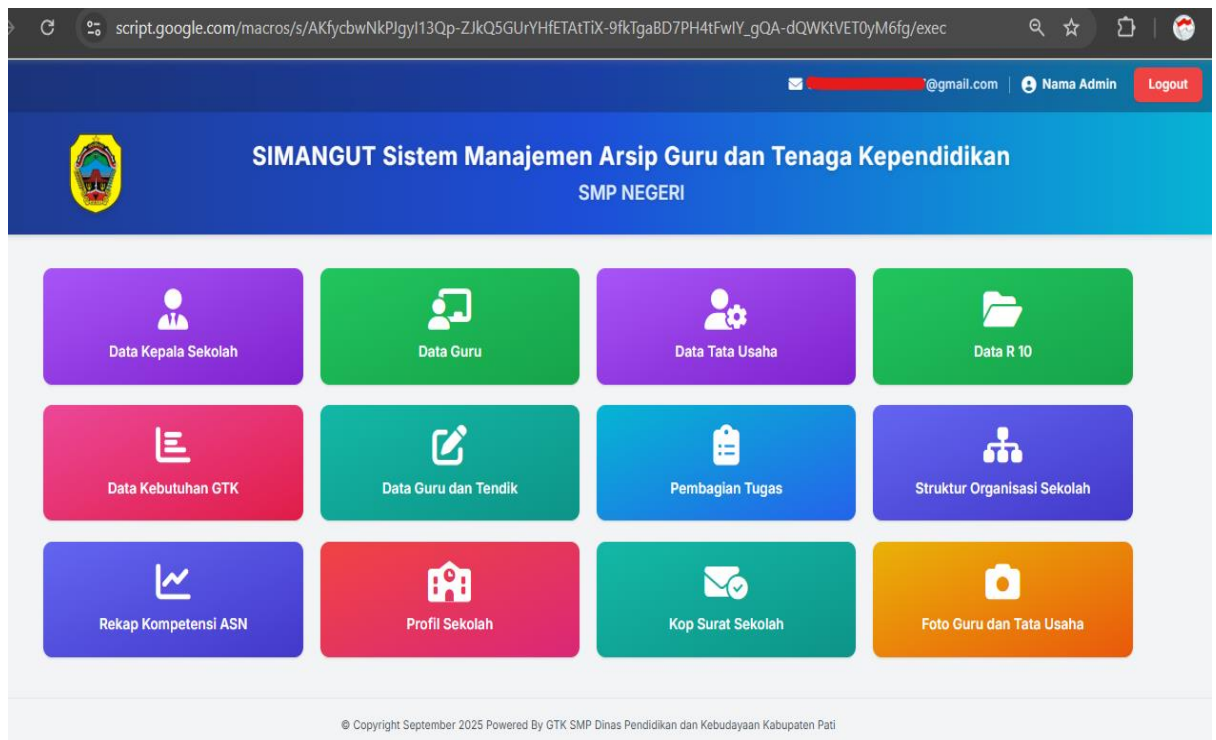 script.google.com/macros/s/AKfycbwNkPJgyI13Qp-ZJkQ5GUrYHfETAtTiX-9fkTgaBD7PH4tFwIY_gQA-dQWKtVET0yM6fg/exec
@gmail.com | Nama Admin Logout
SIMANGUT Sistem Manajemen Arsip Guru dan Tenaga Kependidikan
SMP NEGERI
Data Kepala Sekolah
Data Guru
Data Tata Usaha
Data R 10
Data Kebutuhan GTK
Data Guru dan Tendik
Pembagian Tugas
Struktur Organisasi Sekolah
Rekap Kompetensi ASN
Profil Sekolah
Kop Surat Sekolah
Foto Guru dan Tata Usaha
© Copyright September 2025 Powered By GTK SMP Dinas Pendidikan dan Kebudayaan Kabupaten Pati